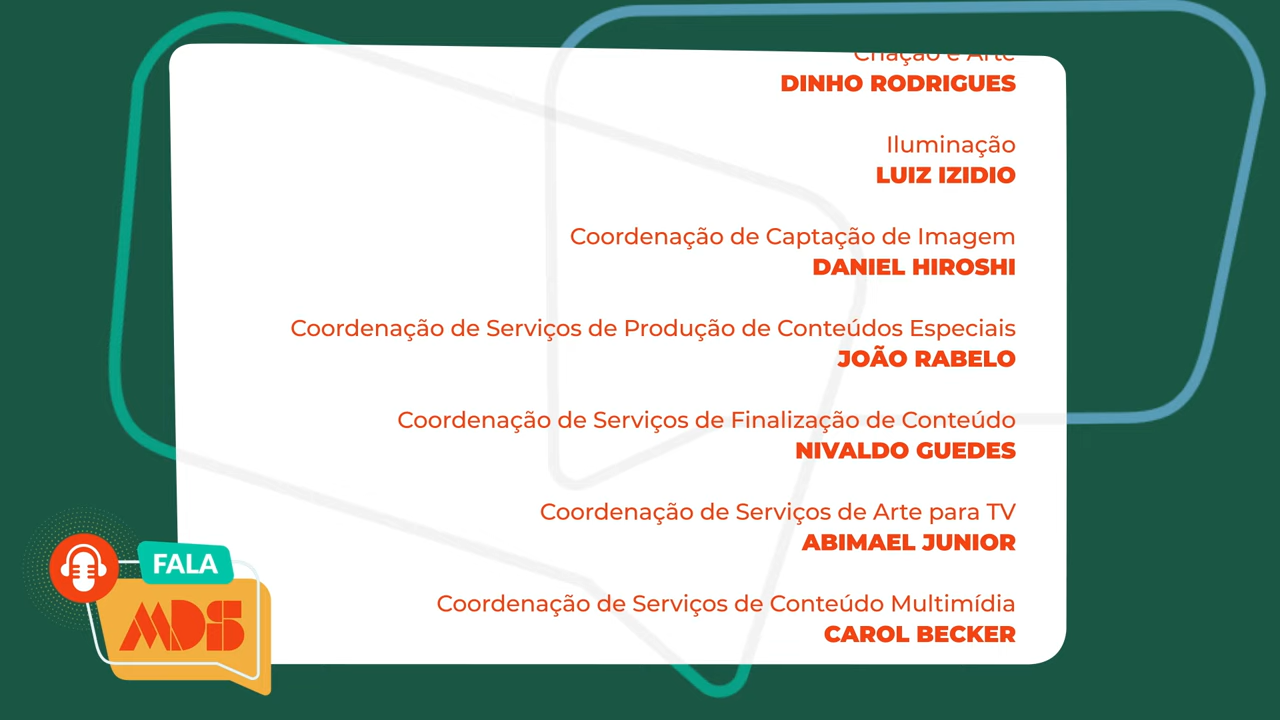 Criação e Arte
DINHO RODRIGUES
Iluminação
LUIZ IZIDIO
Coordenação de Captação de Imagem
DANIEL HIROSHI
Coordenação de Serviços de Produção de Conteúdos Especiais
JOÃO RABELO
Coordenação de Serviços de Finalização de Conteúdo
NIVALDO GUEDES
Coordenação de Serviços de Arte para TV
ABIMAEL JUNIOR
Coordenação de Serviços de Conteúdo Multimídia
CAROL BECKER
FALA
MDS